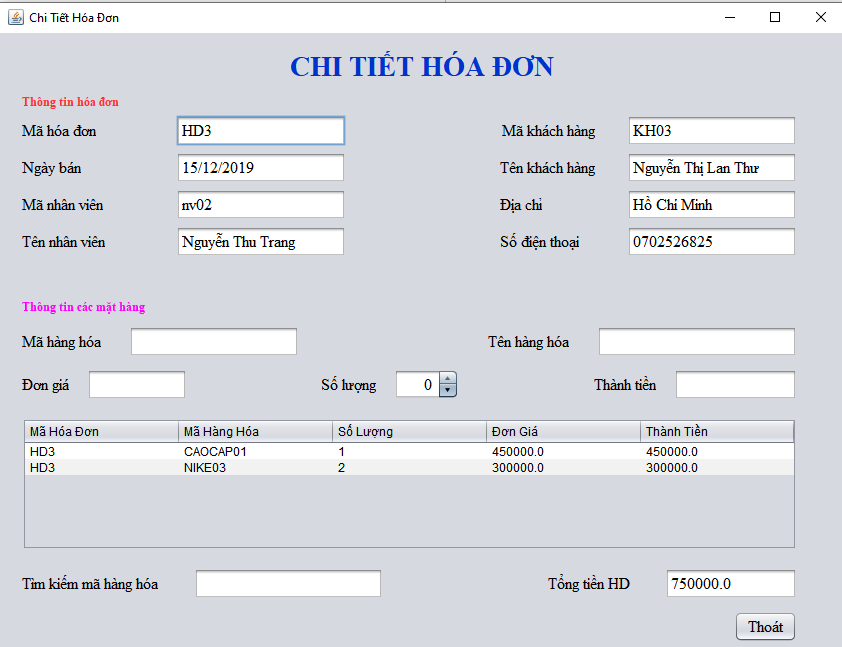 Chi Tiết Hóa Đơn
CHI TIẾT HÓA ĐƠN
Thông tin hóa đơn
Mã hóa đơn HD3 Mã khách hàng KH03
Ngày bán 15/12/2019 Tên khách hàng Nguyễn Thị Lan Thư
Mã nhân viên nv02 Địa chỉ Hồ Chí Minh
Tên nhân viên Nguyễn Thu Trang Số điện thoại 0702526825
Thông tin các mặt hàng
Mã hàng hóa Tên hàng hóa
Đơn giá Số lượng 0 Thành tiền
Mã Hóa Đơn Mã Hàng Hóa Số Lượng Đơn Giá Thành Tiền
HD3 CAOCAP01 1 450000.0 450000.0
HD3 NIKE03 2 300000.0 300000.0
Tìm kiếm mã hàng hóa Tổng tiền HD 750000.0
Thoát